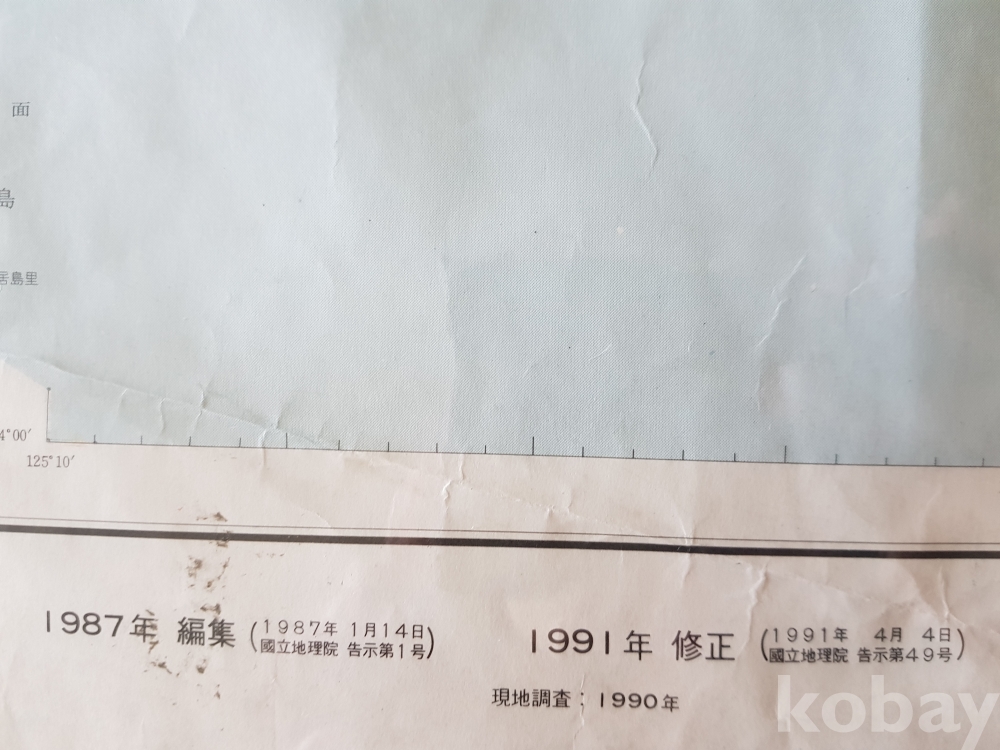 面
島
島里
4°00′
125°10′
1987年 編集 (1987年 1月14日
國立地理院 告示第1号)
1991年 修正 (1991年 4月 4日
國立地理院 告示第49号)
現地調査：1990年
kobay